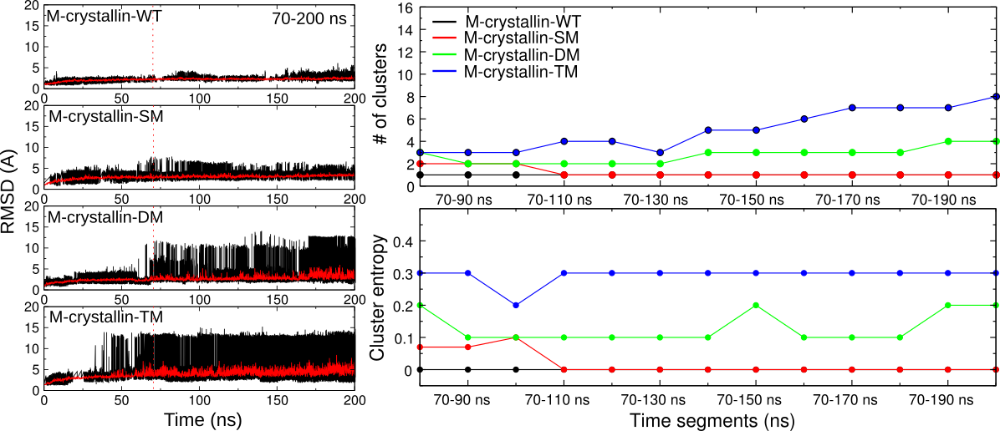 M-crystallin-WT 70-200 ns
20
15
10
5
0
0 50 100 150 200
M-crystallin-SM
20
15
10
5
0
0 50 100 150 200
M-crystallin-DM
20
15
10
5
0
0 50 100 150 200
M-crystallin-TM
20
15
10
5
0
0 50 100 150 200
RMSD (A)
Time (ns)
# of clusters
16
14
12
10
8
6
4
2
0
M-crystallin-WT
M-crystallin-SM
M-crystallin-DM
M-crystallin-TM
70-90 ns 70-110 ns 70-130 ns 70-150 ns 70-170 ns 70-190 ns
Cluster entropy
0.4
0.3
0.2
0.1
0
70-90 ns 70-110 ns 70-130 ns 70-150 ns 70-170 ns 70-190 ns
Time segments (ns)